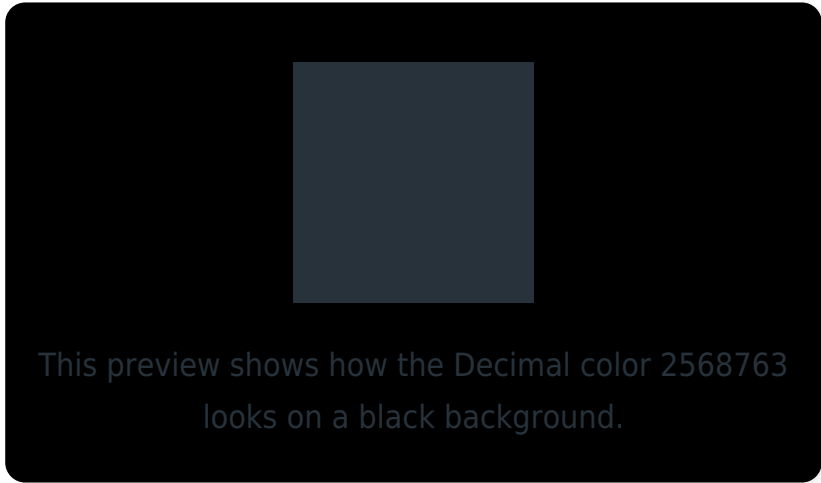 This preview shows how the Decimal color 2568763
looks on a black background.